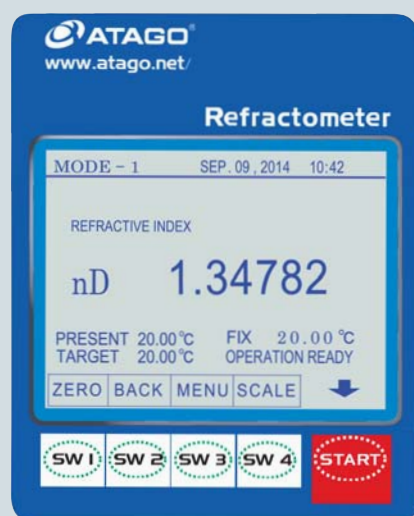 ATAGO
www.atago.net/
Refractometer
MODE - 1 SEP. 09 , 2014 10:42
REFRACTIVE INDEX
nD 1.34782
PRESENT 20.00℃ FIX 20.00℃
TARGET 20.00℃ OPERATION READY
ZERO BACK MENU SCALE
SW 1 SW 2 SW 3 SW 4 START